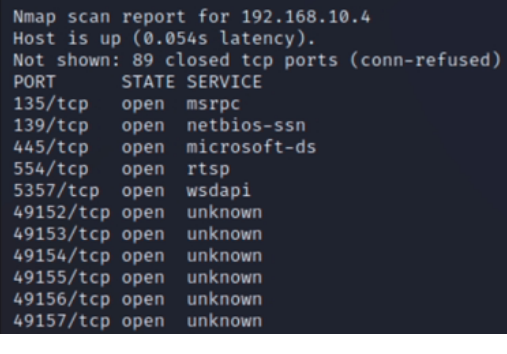 Nmap scan report for 192.168.10.4
Host is up (0.054s latency).
Not shown: 89 closed tcp ports (conn-refused)
PORT      STATE SERVICE
135/tcp   open  msrpc
139/tcp   open  netbios-ssn
445/tcp   open  microsoft-ds
554/tcp   open  rtsp
5357/tcp  open  wsdapi
49152/tcp open  unknown
49153/tcp open  unknown
49154/tcp open  unknown
49155/tcp open  unknown
49156/tcp open  unknown
49157/tcp open  unknown